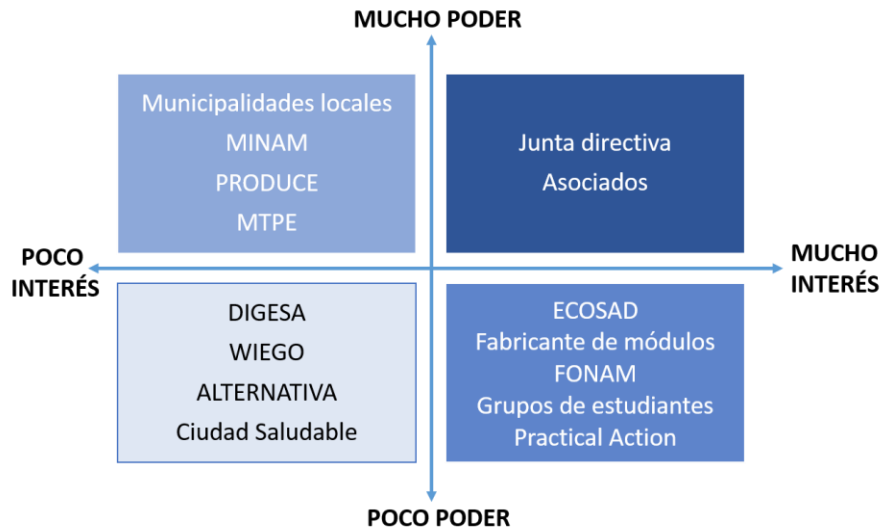 MUCHO PODER
Municipalidades locales
MINAM
PRODUCE
MTPE
Junta directiva
Asociados
POCO
INTERÉS
MUCHO
INTERÉS
DIGESA
WIEGO
ALTERNATIVA
Ciudad Saludable
ECOSAD
Fabricante de módulos
FONAM
Grupos de estudiantes
Practical Action
POCO PODER